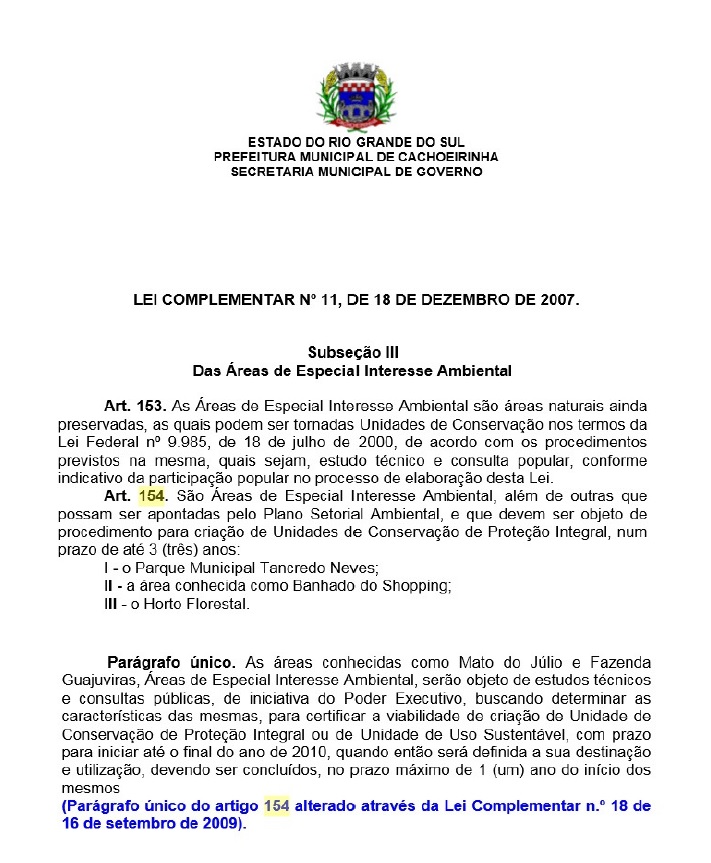 ESTADO DO RIO GRANDE DO SUL
PREFEITURA MUNICIPAL DE CACHOEIRINHA
SECRETARIA MUNICIPAL DE GOVERNO
LEI COMPLEMENTAR Nº 11, DE 18 DE DEZEMBRO DE 2007.
Subseção III
Das Áreas de Especial Interesse Ambiental
Art. 153. As Áreas de Especial Interesse Ambiental são áreas naturais ainda
preservadas, as quais podem ser tornadas Unidades de Conservação nos termos da
Lei Federal nº 9.985, de 18 de julho de 2000, de acordo com os procedimentos
previstos na mesma, quais sejam, estudo técnico e consulta popular, conforme
indicativo da participação popular no processo de elaboração desta Lei.
Art. 154. São Áreas de Especial Interesse Ambiental, além de outras que
possam ser apontadas pelo Plano Setorial Ambiental, e que devem ser objeto de
procedimento para criação de Unidades de Conservação de Proteção Integral, num
prazo de até 3 (três) anos:
I - o Parque Municipal Tancredo Neves;
II - a área conhecida como Banhado do Shopping;
III - o Horto Florestal.
Parágrafo único. As áreas conhecidas como Mato do Júlio e Fazenda
Guajuviras, Áreas de Especial Interesse Ambiental, serão objeto de estudos técnicos
e consultas públicas, de iniciativa do Poder Executivo, buscando determinar as
características das mesmas, para certificar a viabilidade de criação de Unidade de
Conservação de Proteção Integral ou de Unidade de Uso Sustentável, com prazo
para iniciar até o final do ano de 2010, quando então será definida a sua destinação
e utilização, devendo ser concluídos, no prazo máximo de 1 (um) ano do início dos
mesmos
(Parágrafo único do artigo 154 alterado através da Lei Complementar n.º 18 de
16 de setembro de 2009).